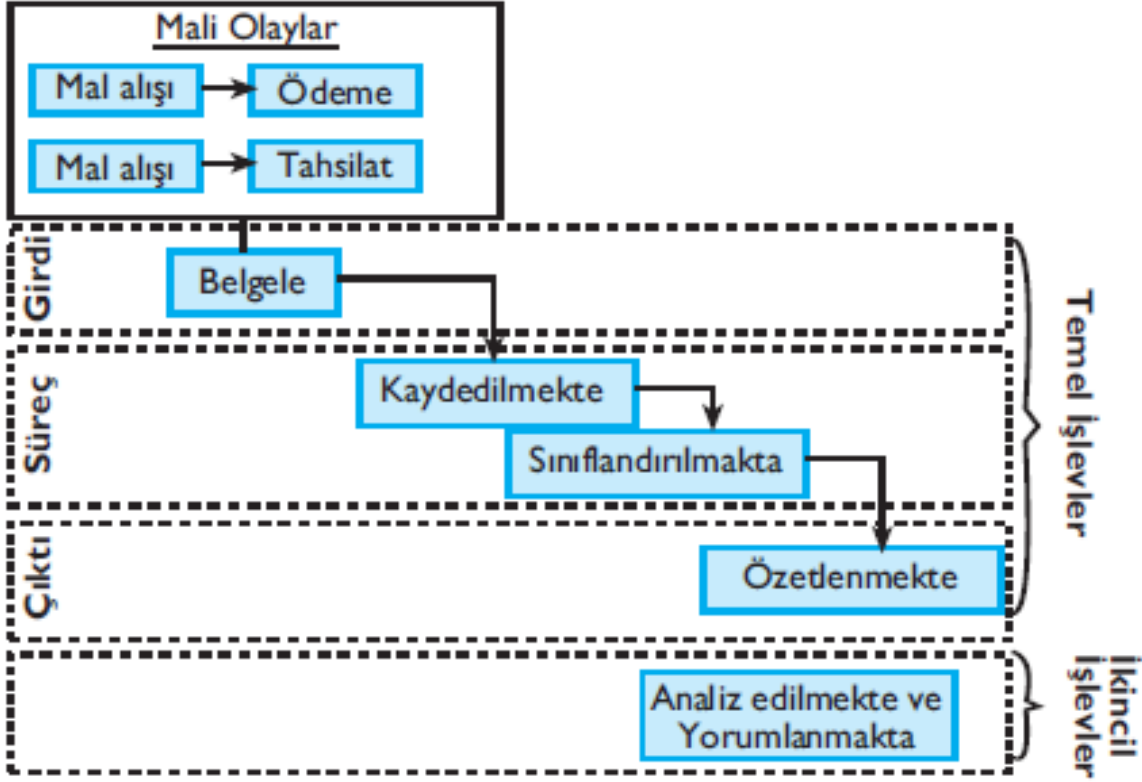 Mali Olaylar
Mal alışı
Ödeme
Mal alışı
Tahsilat
Girdi
Belgele
Süreç
Kaydedilmekte
Sınıflandırılmakta
Çıktı
Özetlenmekte
Temel İşlevler
Analiz edilmekte ve
Yorumlanmakta
İkincil
İşlevler